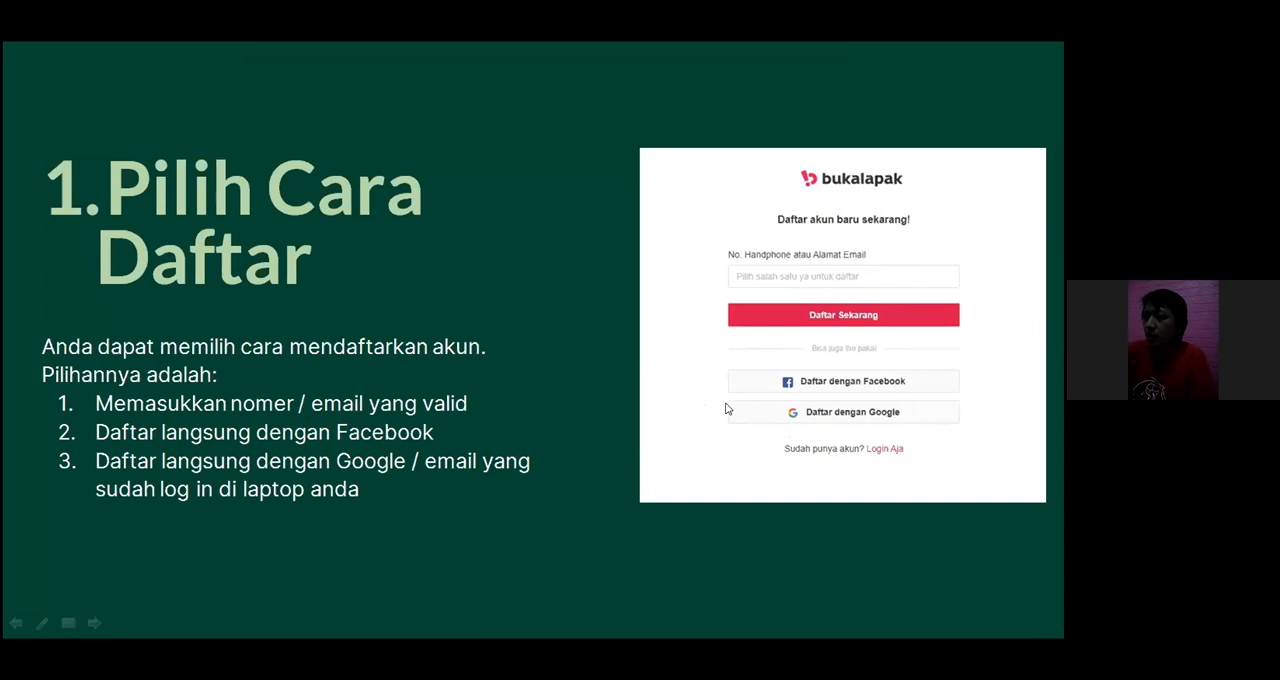 1.Pilih Cara
Daftar
Anda dapat memilih cara mendaftarkan akun.
Pilihannya adalah:
1. Memasukkan nomer / email yang valid
2. Daftar langsung dengan Facebook
3. Daftar langsung dengan Google / email yang
sudah log in di laptop anda
bukalapak
Daftar akun baru sekarang!
No. Handphone atau Alamat Email
Pilih salah satu ya untuk daftar
Daftar Sekarang
Bisa juga lho pakai
Daftar dengan Facebook
Daftar dengan Google
Sudah punya akun? Login Aja